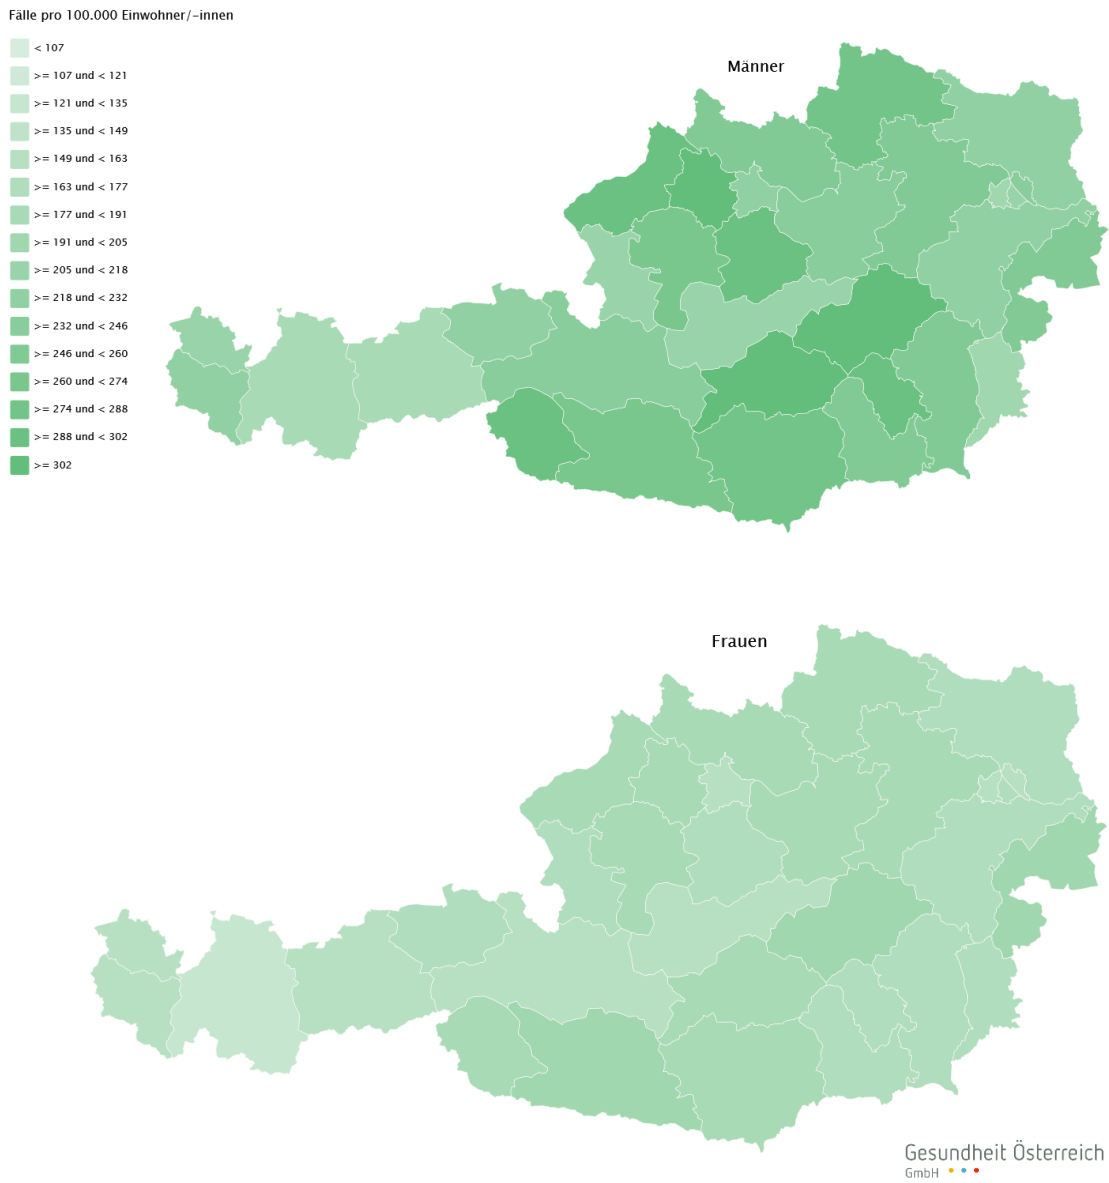 Fälle pro 100.000 Einwohner/-innen
< 107
>= 107 und < 121
>= 121 und < 135
>= 135 und < 149
>= 149 und < 163
>= 163 und < 177
>= 177 und < 191
>= 191 und < 205
>= 205 und < 218
>= 218 und < 232
>= 232 und < 246
>= 246 und < 260
>= 260 und < 274
>= 274 und < 288
>= 288 und < 302
>= 302
Männer
Frauen
Gesundheit Österreich
GmbH